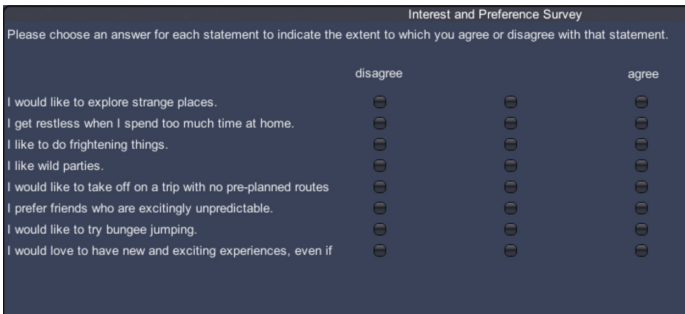 Interest and Preference Survey
Please choose an answer for each statement to indicate the extent to which you agree or disagree with that statement.
disagree agree
I would like to explore strange places.
I get restless when I spend too much time at home.
I like to do frightening things.
I like wild parties.
I would like to take off on a trip with no pre-planned routes
I prefer friends who are excitingly unpredictable.
I would like to try bungee jumping.
I would love to have new and exciting experiences, even if